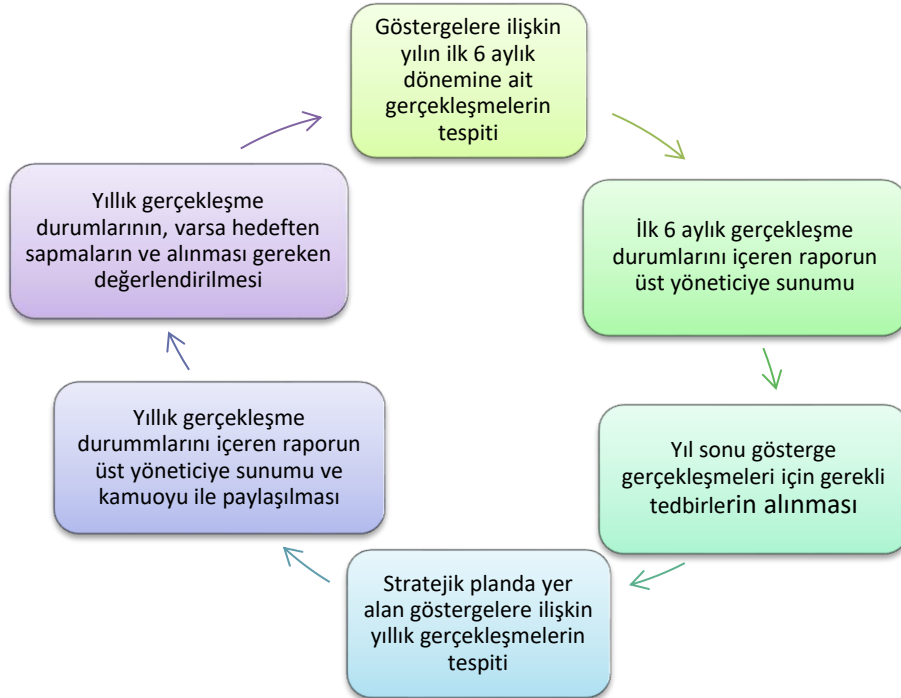 Göstergelere ilişkin
yılın ilk 6 aylık
dönemine ait
gerçekleşmelerin
tespiti
İlk 6 aylık gerçekleşme
durumlarını içeren raporun
üst yöneticiye sunumu
Yıl sonu gösterge
gerçekleşmeleri için gerekli
tedbirlerin alınması
Stratejik planda yer
alan göstergelere ilişkin
yıllık gerçekleşmelerin
tespiti
Yıllık gerçekleşme
durummlarını içeren raporun
üst yöneticiye sunumu ve
kamuoyu ile paylaşılması
Yıllık gerçekleşme
durumlarının, varsa hedeften
sapmaların ve alınması gereken
değerlendirilmesi